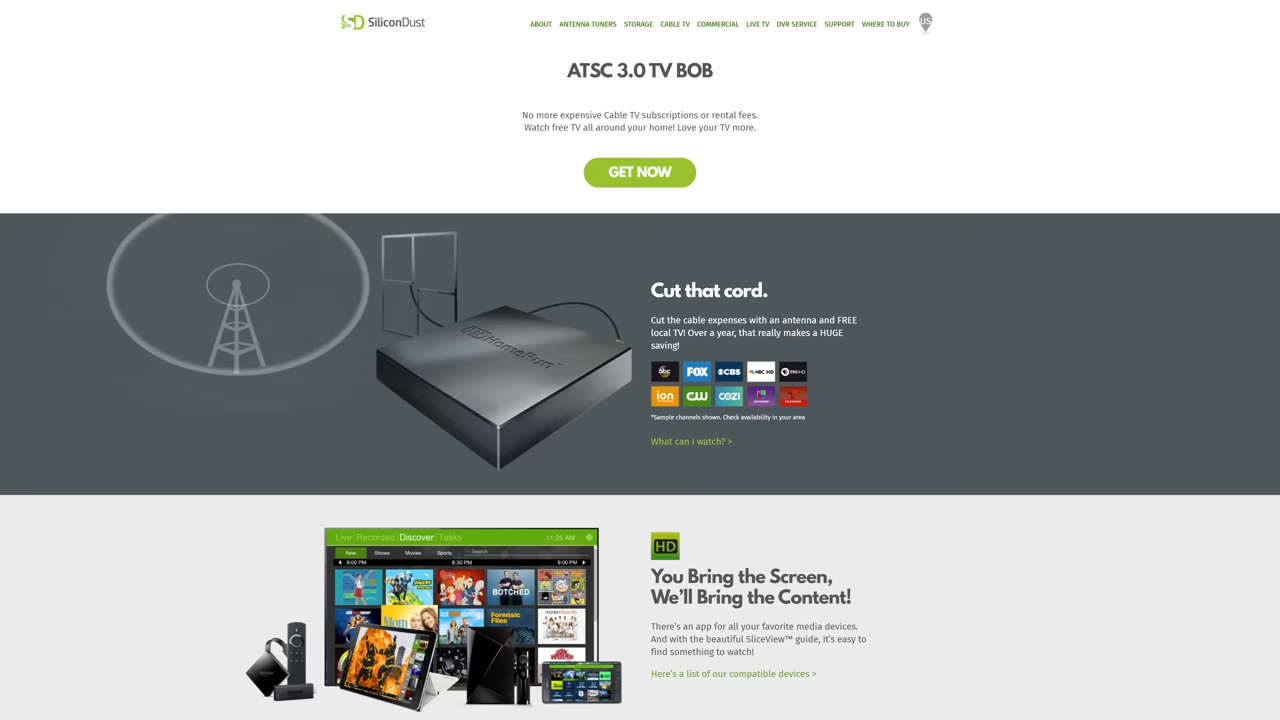 SiliconDust
ABOUT ANTENNA TUNERS STORAGE CABLE TV COMMERCIAL LIVE TV DVR SERVICE SUPPORT WHERE TO BUY US
ATSC 3.0 TV BOB
No more expensive Cable TV subscriptions or rental fees.
Watch free TV all around your home! Love your TV more.
GET NOW
HDHomeRun™
Cut that cord.
Cut the cable expenses with an antenna and FREE
local TV! Over a year, that really makes a HUGE
saving!
abc FOX CBS NBC HD PBS HD
ion CW COZI UNIVISION TELEMUNDO
*Sample channels shown. Check availability in your area
What can I watch? >
Live Recorded Discover Tasks 11:25 AM
Now Shows Movies Sports Search
8:00 PM 8:30 PM 9:00 PM
BOTCHED
Mom
Forensic
Files
HD
You Bring the Screen,
We'll Bring the Content!
There's an app for all your favorite media devices.
And with the beautiful SliceView™ guide, it's easy to
find something to watch!
Here's a list of our compatible devices >